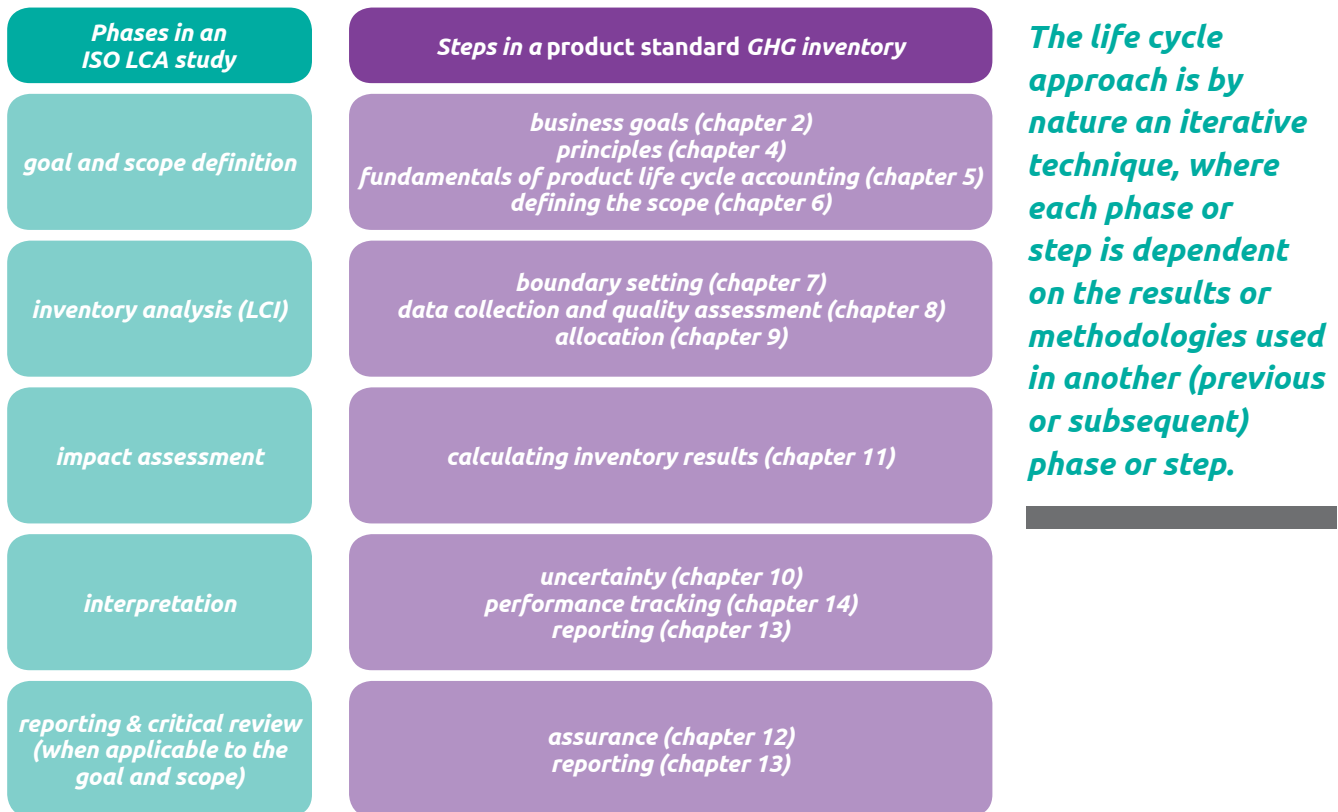 Phases in an
ISO LCA study
Steps in a product standard GHG inventory
goal and scope definition
business goals (chapter 2)
principles (chapter 4)
fundamentals of product life cycle accounting (chapter 5)
defining the scope (chapter 6)
inventory analysis (LCI)
boundary setting (chapter 7)
data collection and quality assessment (chapter 8)
allocation (chapter 9)
impact assessment
calculating inventory results (chapter 11)
interpretation
uncertainty (chapter 10)
performance tracking (chapter 14)
reporting (chapter 13)
reporting & critical review
(when applicable to the
goal and scope)
assurance (chapter 12)
reporting (chapter 13)
The life cycle
approach is by
nature an iterative
technique, where
each phase or
step is dependent
on the results or
methodologies used
in another (previous
or subsequent)
phase or step.